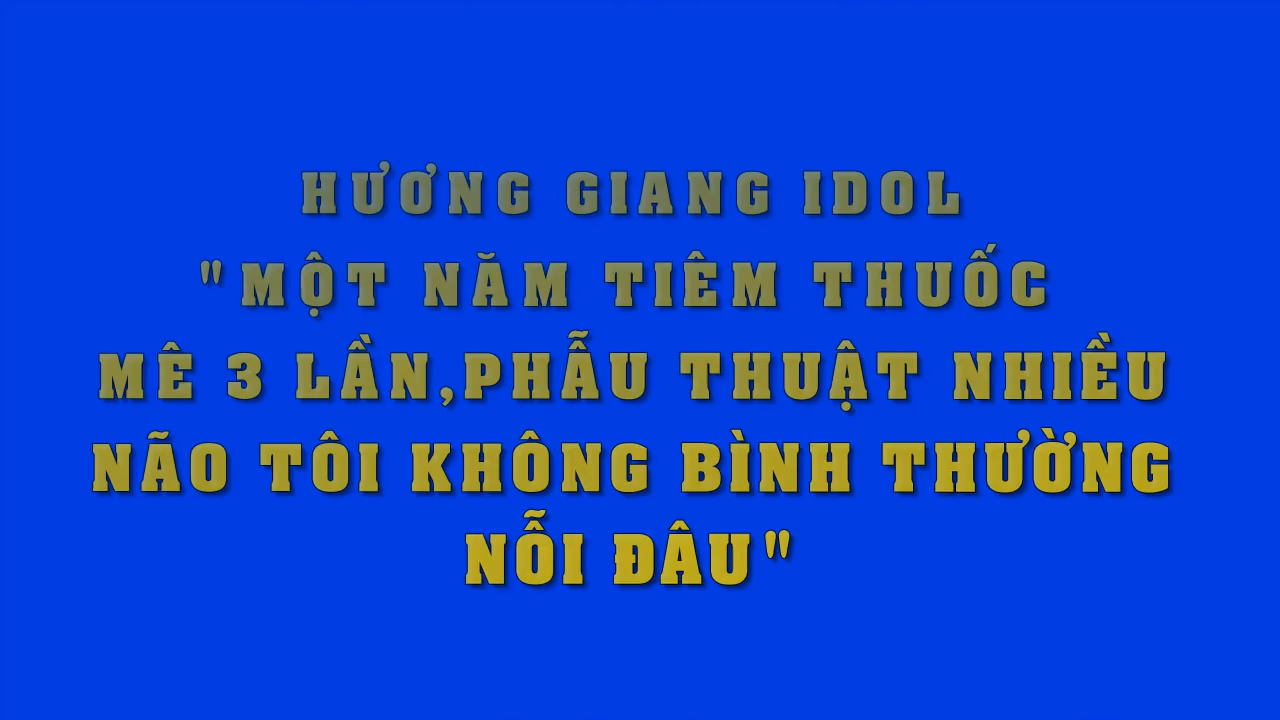 HƯƠNG GIANG IDOL
"MỘT NĂM TIÊM THUỐC
MÊ 3 LẦN,PHẪU THUẬT NHIỀU
NÃO TÔI KHÔNG BÌNH THƯỜNG
NỖI ĐÂU"